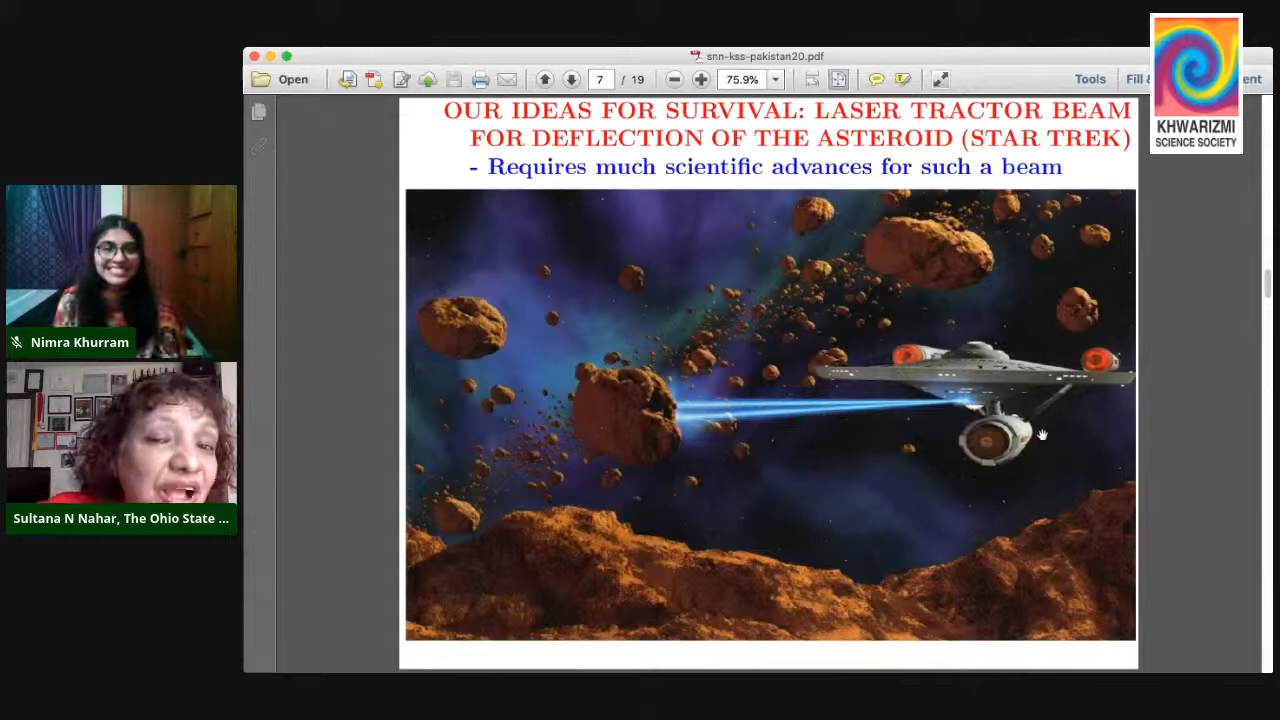 snn-kss-pakistan20.pdf
Open
7 / 19
75.9%
Tools
Fill &
ent
KHWARIZMI
SCIENCE SOCIETY
OUR IDEAS FOR SURVIVAL: LASER TRACTOR BEAM
FOR DEFLECTION OF THE ASTEROID (STAR TREK)
- Requires much scientific advances for such a beam
Nimra Khurram
Sultana N Nahar, The Ohio State ...